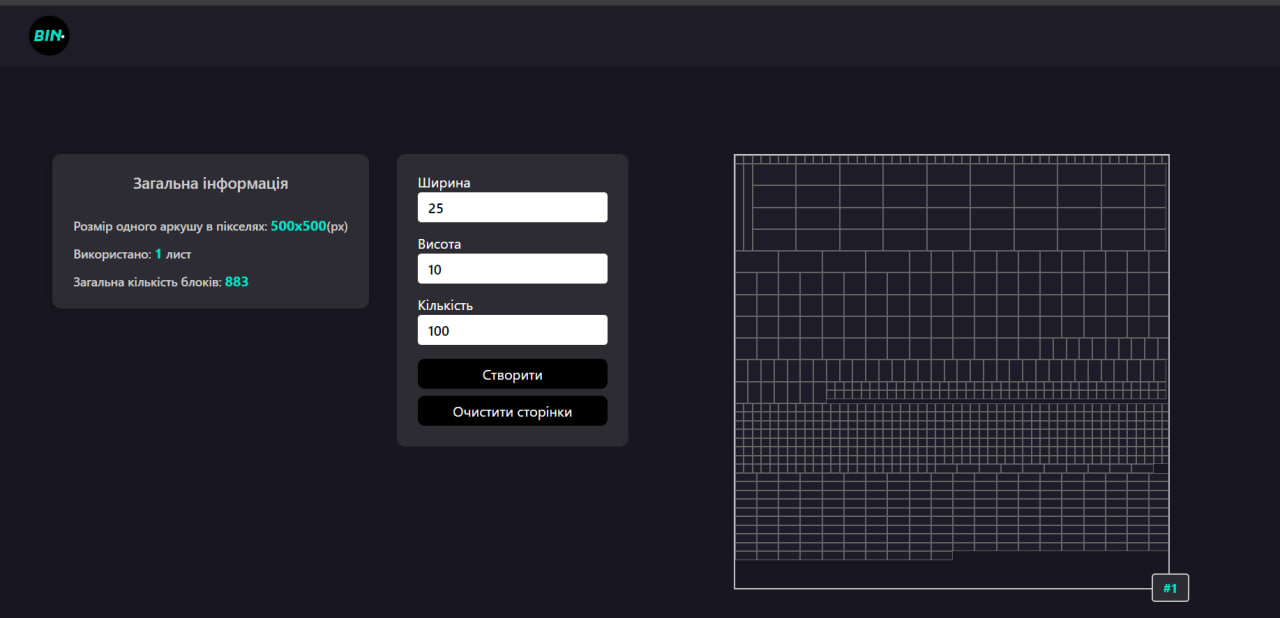 BIN.
Загальна інформація
Розмір одного аркушу в пікселях: 500x500(px)
Використано: 1 лист
Загальна кількість блоків: 883
Ширина
25
Висота
10
Кількість
100
Створити
Очистити сторінки
#1